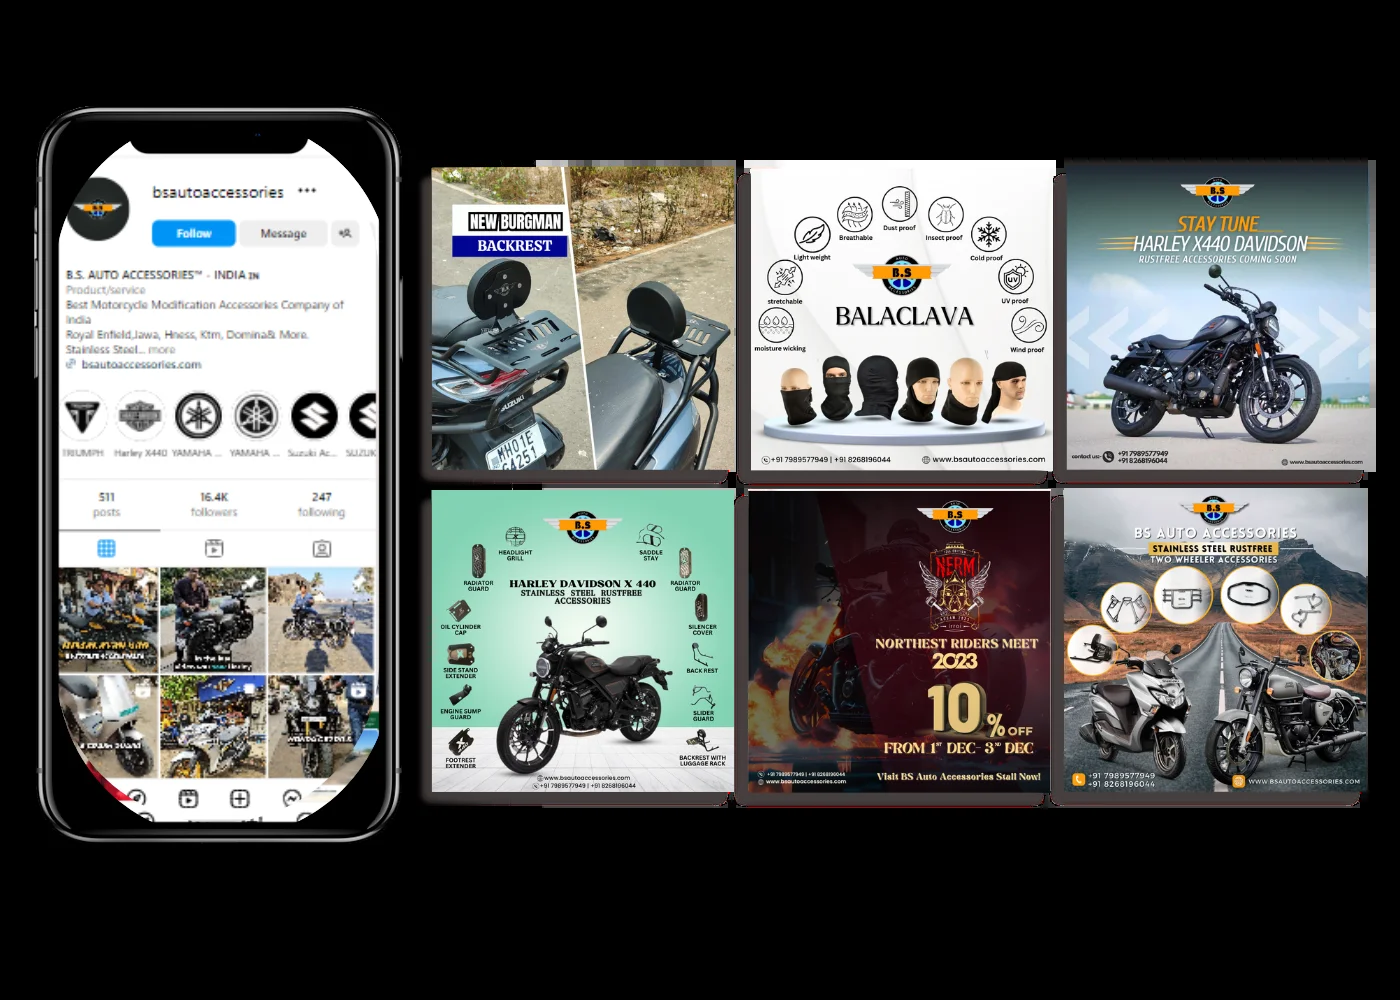 bsautoaccessories
Follow
Message
B.S. AUTO ACCESSORIES™ - INDIA IN
Product/service
Best Motorcycle Modification Accessories Company of
India
Royal Enfield,Jawa, Hness, Ktm, Domina& More.
Stainless Steel... more
bsautoaccessories.com
TRIUMPH
Harley X440
YAMAHA ...
YAMAHA ...
Suzuki Ac...
511
posts
16.4K
followers
247
following
NEW BURGMAN
BACKREST
SUZUKI
MH01E
64251
Light weight
Breathable
Dust proof
Insect proof
Cold proof
stretchable
UV
UV proof
moisture wicking
Wind proof
B.S
BALACLAVA
+91 7989577949 | +91 8268196044
www.bsautoaccessories.com
B.S
STAY TUNE
HARLEY X440 DAVIDSON
RUSTFREE ACCESSORIES COMING SOON
contact us:-
+91 7989577949
+91 8268196044
www.bsautoaccessories.com
B.S
HEADLIGHT
GRILL
SADDLE
STAY
RADIATOR
GUARD
RADIATOR
GUARD
HARLEY DAVIDSON X 440
STAINLESS STEEL RUSTFREE
ACCESSORIES
OIL CYLINDER
CAP
SILENCER
COVER
SIDE STAND
EXTENDER
BACK REST
ENGINE SUMP
GUARD
SLIDER
GUARD
FOOTREST
EXTENDER
BACKREST WITH
LUGGAGE RACK
www.bsautoaccessories.com
+91 7989577949 | +91 8268196044
B.S
NERM
NORTHEST RIDERS MEET
2023
10% OFF
FROM 1ST DEC- 3RD DEC
Visit BS Auto Accessories Stall Now!
+91 7989577949 | +91 8268196044
www.bsautoaccessories.com
B.S
BS AUTO ACCESSORIES
STAINLESS STEEL RUSTFREE
TWO WHEELER ACCESSORIES
+91 7989577949
+91 8268196044
WWW.BSAUTOACCESSORIES.COM